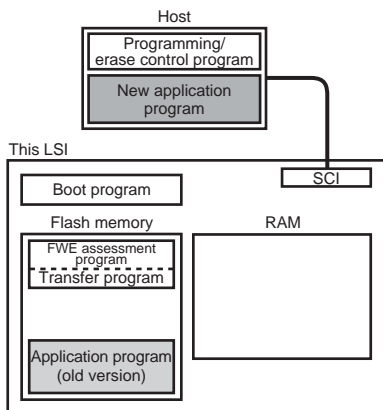 Host
Programming/
erase control program
New application
program
This LSI
SCI
Boot program
Flash memory
RAM
FWE assessment
program
Transfer program
Application program
(old version)